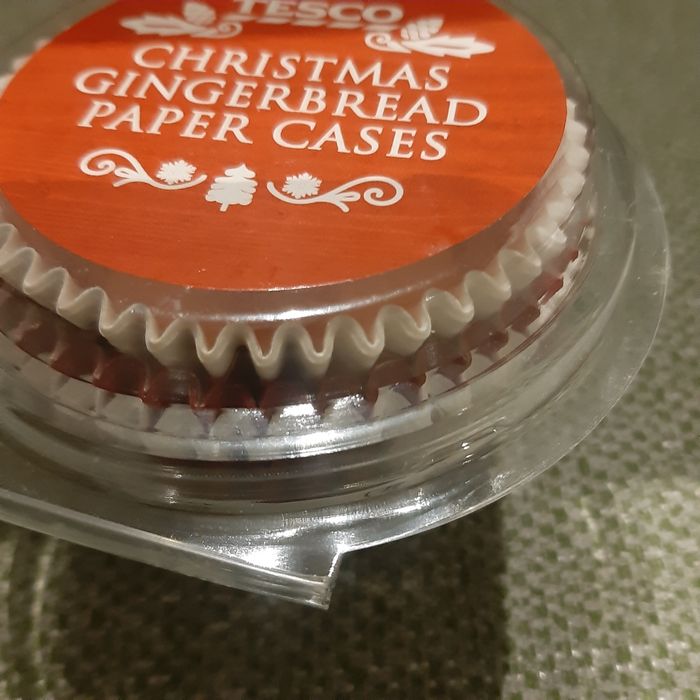 TESCO
CHRISTMAS
GINGERBREAD
PAPER CASES